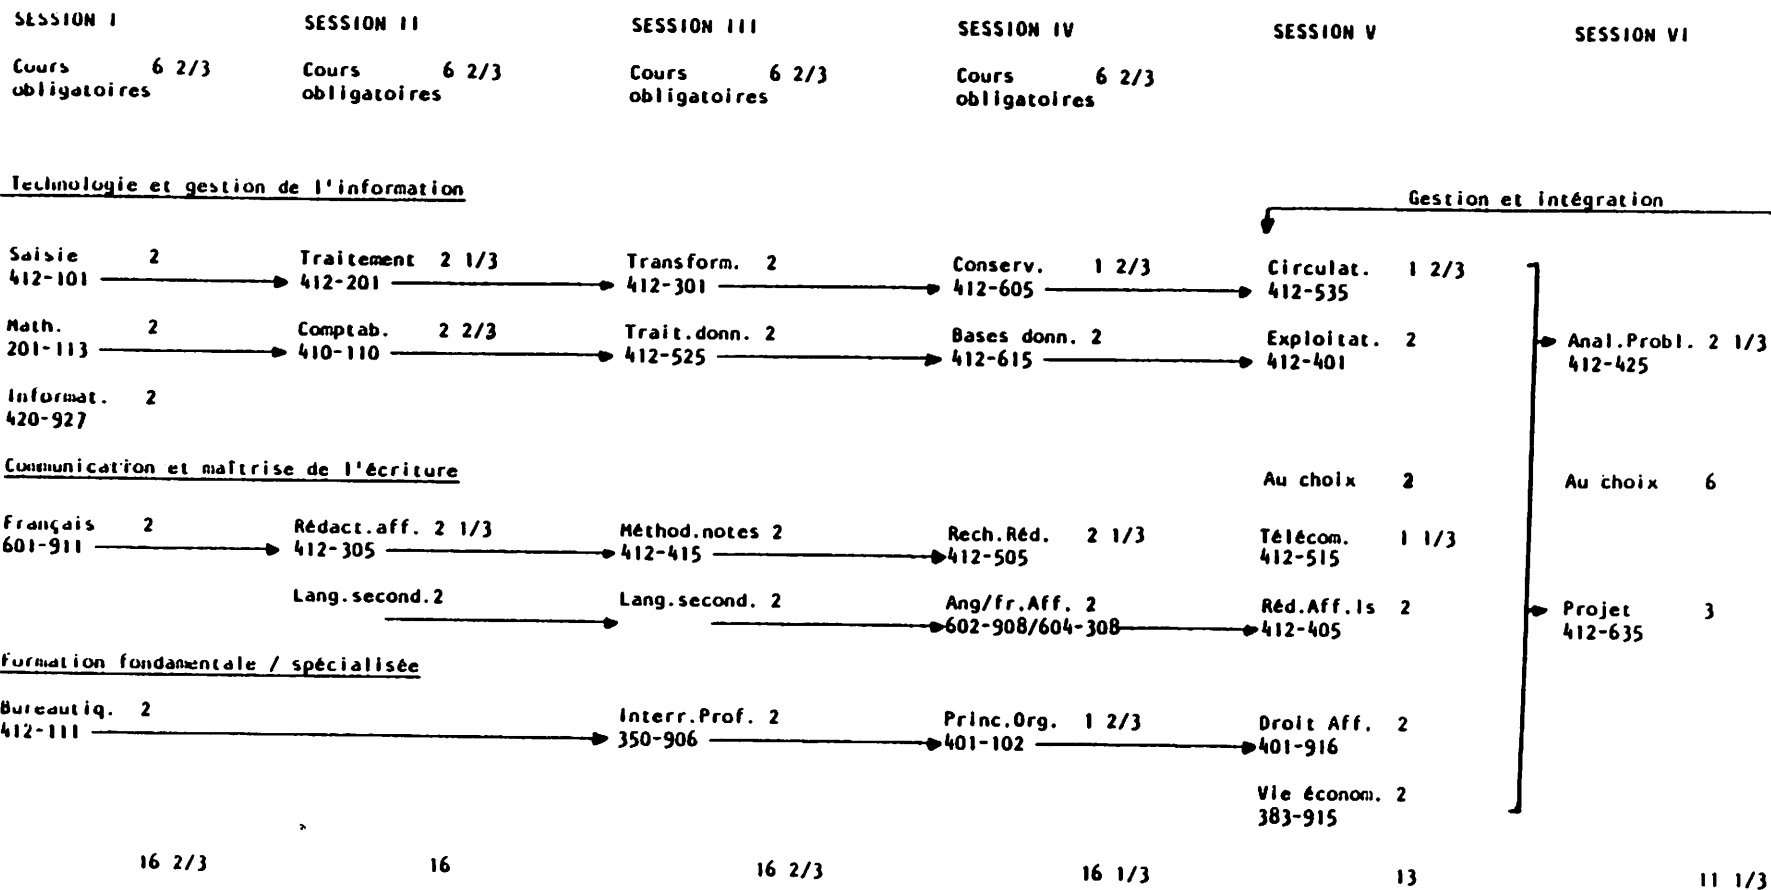 SESSION I SESSION II SESSION III SESSION IV SESSION V SESSION VI
Cours 6 2/3 Cours 6 2/3 Cours 6 2/3 Cours 6 2/3
obligatoires obligatoires obligatoires obligatoires
Technologie et gestion de l'information
Gestion et intégration
Saisie 2 Traitement 2 1/3 Transform. 2 Conserv. 1 2/3 Circulat. 1 2/3
412-101 412-201 412-301 412-605 412-535
Math. 2 Comptab. 2 2/3 Trait.donn. 2 Bases donn. 2 Exploitat. 2 Anal.Probl. 2 1/3
201-113 410-110 412-525 412-615 412-401 412-425
Informat. 2
420-927
Communication et maîtrise de l'écriture
Au choix 2 Au choix 6
Français 2 Rédact.aff. 2 1/3 Méthod.notes 2 Rech.Réd. 2 1/3 Télécom. 1 1/3
601-911 412-305 412-415 412-505 412-515
Lang.second.2 Lang.second. 2 Ang/fr.Aff. 2 Réd.Aff.ls 2 Projet 3
602-908/604-308 412-405 412-635
Formation fondamentale / spécialisée
Bureautiq. 2 Interr.Prof. 2 Princ.Org. 1 2/3 Droit Aff. 2
412-111 350-906 401-102 401-916
Vie économ. 2
383-915
16 2/3 16 16 2/3 16 1/3 13 11 1/3